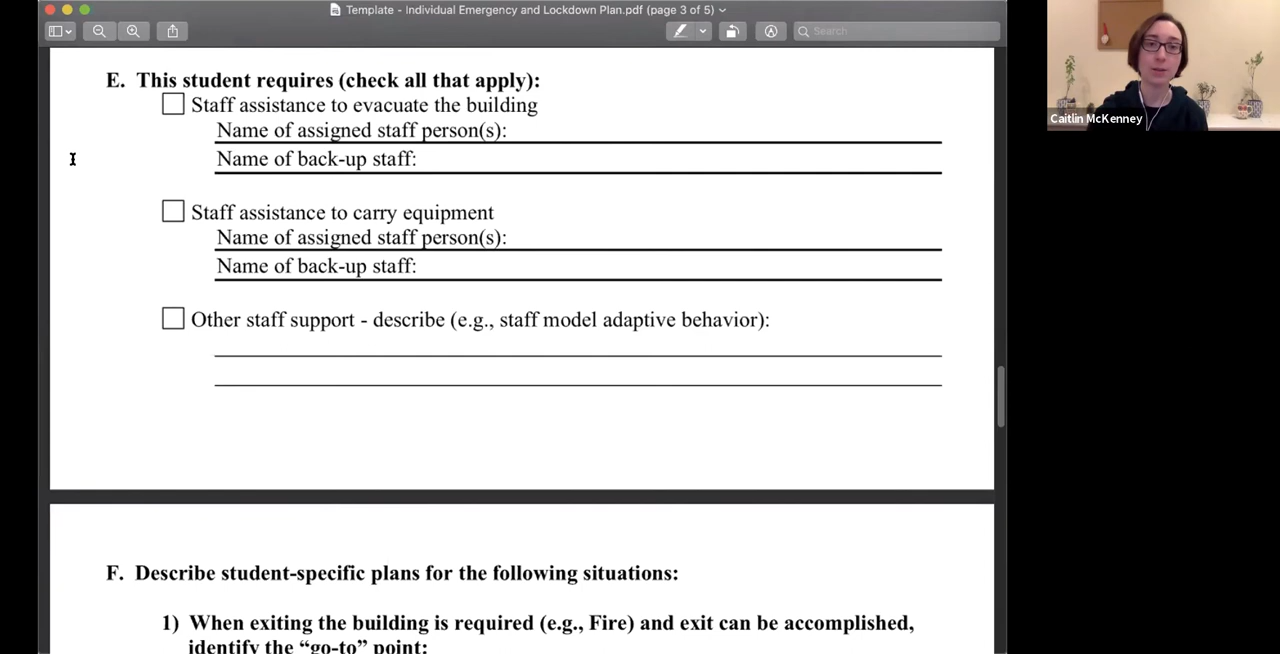 Template - Individual Emergency and Lockdown Plan.pdf (page 3 of 5)
Search
E. This student requires (check all that apply):
Staff assistance to evacuate the building
Name of assigned staff person(s):
Name of back-up staff:
Staff assistance to carry equipment
Name of assigned staff person(s):
Name of back-up staff:
Other staff support - describe (e.g., staff model adaptive behavior):
F. Describe student-specific plans for the following situations:
1) When exiting the building is required (e.g., Fire) and exit can be accomplished,
identify the “go-to” point:
Caitlin McKenney